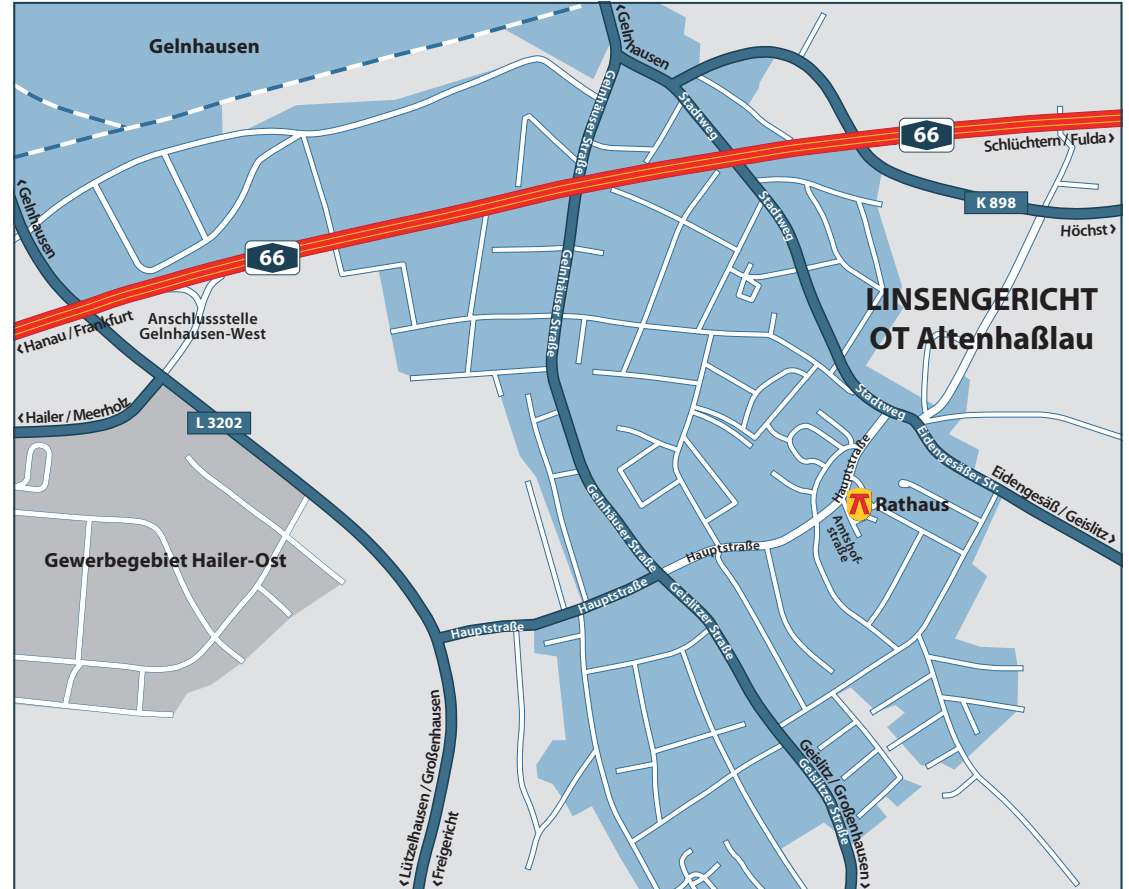 Gelnhausen
‹Gelnhausen
Gelnhäuser Straße
Stadtweg
66
Schlüchtern/Fulda›
‹Gelnhausen
Stadtweg
K 898
Höchst›
66
Gelnhäuser Straße
Anschlussstelle
Gelnhausen-West
‹Hanau/Frankfurt
LINSENGERICHT
OT Altenhaßlau
‹Hailer/Meerholz
L 3202
Stadtweg
Eidengesäßer Str.
Eidengesäß/Geislitz›
Hauptstraße
Rathaus
Amtshof-
straße
Gelnhäuser Straße
Hauptstraße
Gewerbegebiet Hailer-Ost
Hauptstraße
Hauptstraße
Geislitzer Straße
‹Lützelhausen/Großenhausen
‹Freigericht
Geislitz/Großenhausen›
Geislitzer Straße